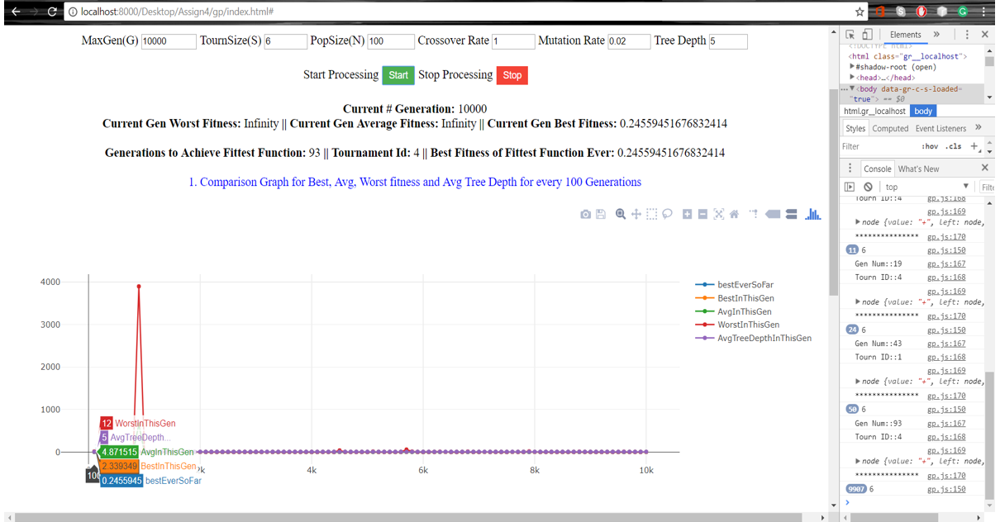 localhost:8000/Desktop/Assign4/gp/index.html#
MaxGen(G) 10000 TournSize(S) 6 PopSize(N) 100 Crossover Rate 1 Mutation Rate 0.02 Tree Depth 5
Start Processing Start Stop Processing Stop
Current # Generation: 10000
Current Gen Worst Fitness: Infinity || Current Gen Average Fitness: Infinity || Current Gen Best Fitness: 0.24559451676832414
Generations to Achieve Fittest Function: 93 || Tournament Id: 4 || Best Fitness of Fittest Function Ever: 0.24559451676832414
1. Comparison Graph for Best, Avg, Worst fitness and Avg Tree Depth for every 100 Generations
4000
3000
2000
1000
0
12 WorstInThisGen
5 AvgTreeDepth...
4.871515 AvgInThisGen
2.339349 BestInThisGen
0.2455945 bestEverSoFar
100
2k
4k
6k
8k
10k
bestEverSoFar
BestInThisGen
AvgInThisGen
WorstInThisGen
AvgTreeDepthInThisGen
Elements »
<!DOCTYPE html>
<html class="gr__localhost">
#shadow-root (open)
<head>…</head>
<body data-gr-c-s-loaded=
"true"> == $0
html.gr__localhost body
Styles Computed Event Listeners »
Filter :hov .cls +
Console What's New
top Filte
Tourn ID::4 gp.js:168
gp.js:169
node {value: "+", left: node,
*************** gp.js:170
11 6 gp.js:150
Gen Num::19 gp.js:167
Tourn ID::4 gp.js:168
gp.js:169
node {value: "+", left: node,
*************** gp.js:170
24 6 gp.js:150
Gen Num::43 gp.js:167
Tourn ID::1 gp.js:168
gp.js:169
node {value: "+", left: node,
*************** gp.js:170
50 6 gp.js:150
Gen Num::93 gp.js:167
Tourn ID::4 gp.js:168
gp.js:169
node {value: "+", left: node,
*************** gp.js:170
9907 6 gp.js:150